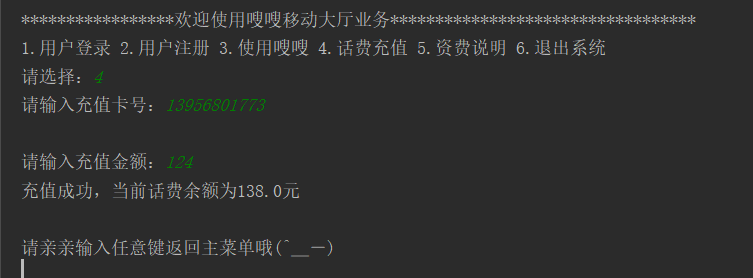 *****************欢迎使用嗖嗖移动大厅业务**********************************
1.用户登录 2.用户注册 3.使用嗖嗖 4.话费充值 5.资费说明 6.退出系统
请选择：4
请输入充值卡号：13956801773
请输入充值金额：124
充值成功，当前话费余额为138.0元
请亲亲输入任意键返回主菜单哦(^__−)